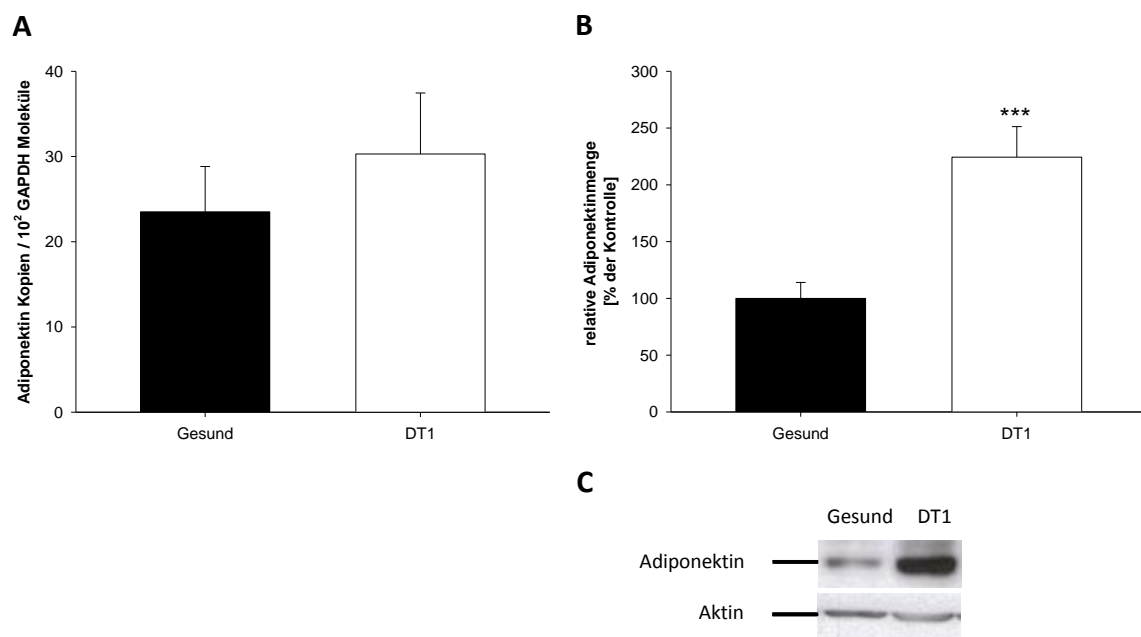 A
Adiponektin Kopien / 10² GAPDH Moleküle
40
30
20
10
0
Gesund DT1
B
relative Adiponektinmenge
[% der Kontrolle]
300
250
200
150
100
50
0
***
Gesund DT1
C
Gesund DT1
Adiponektin
Aktin